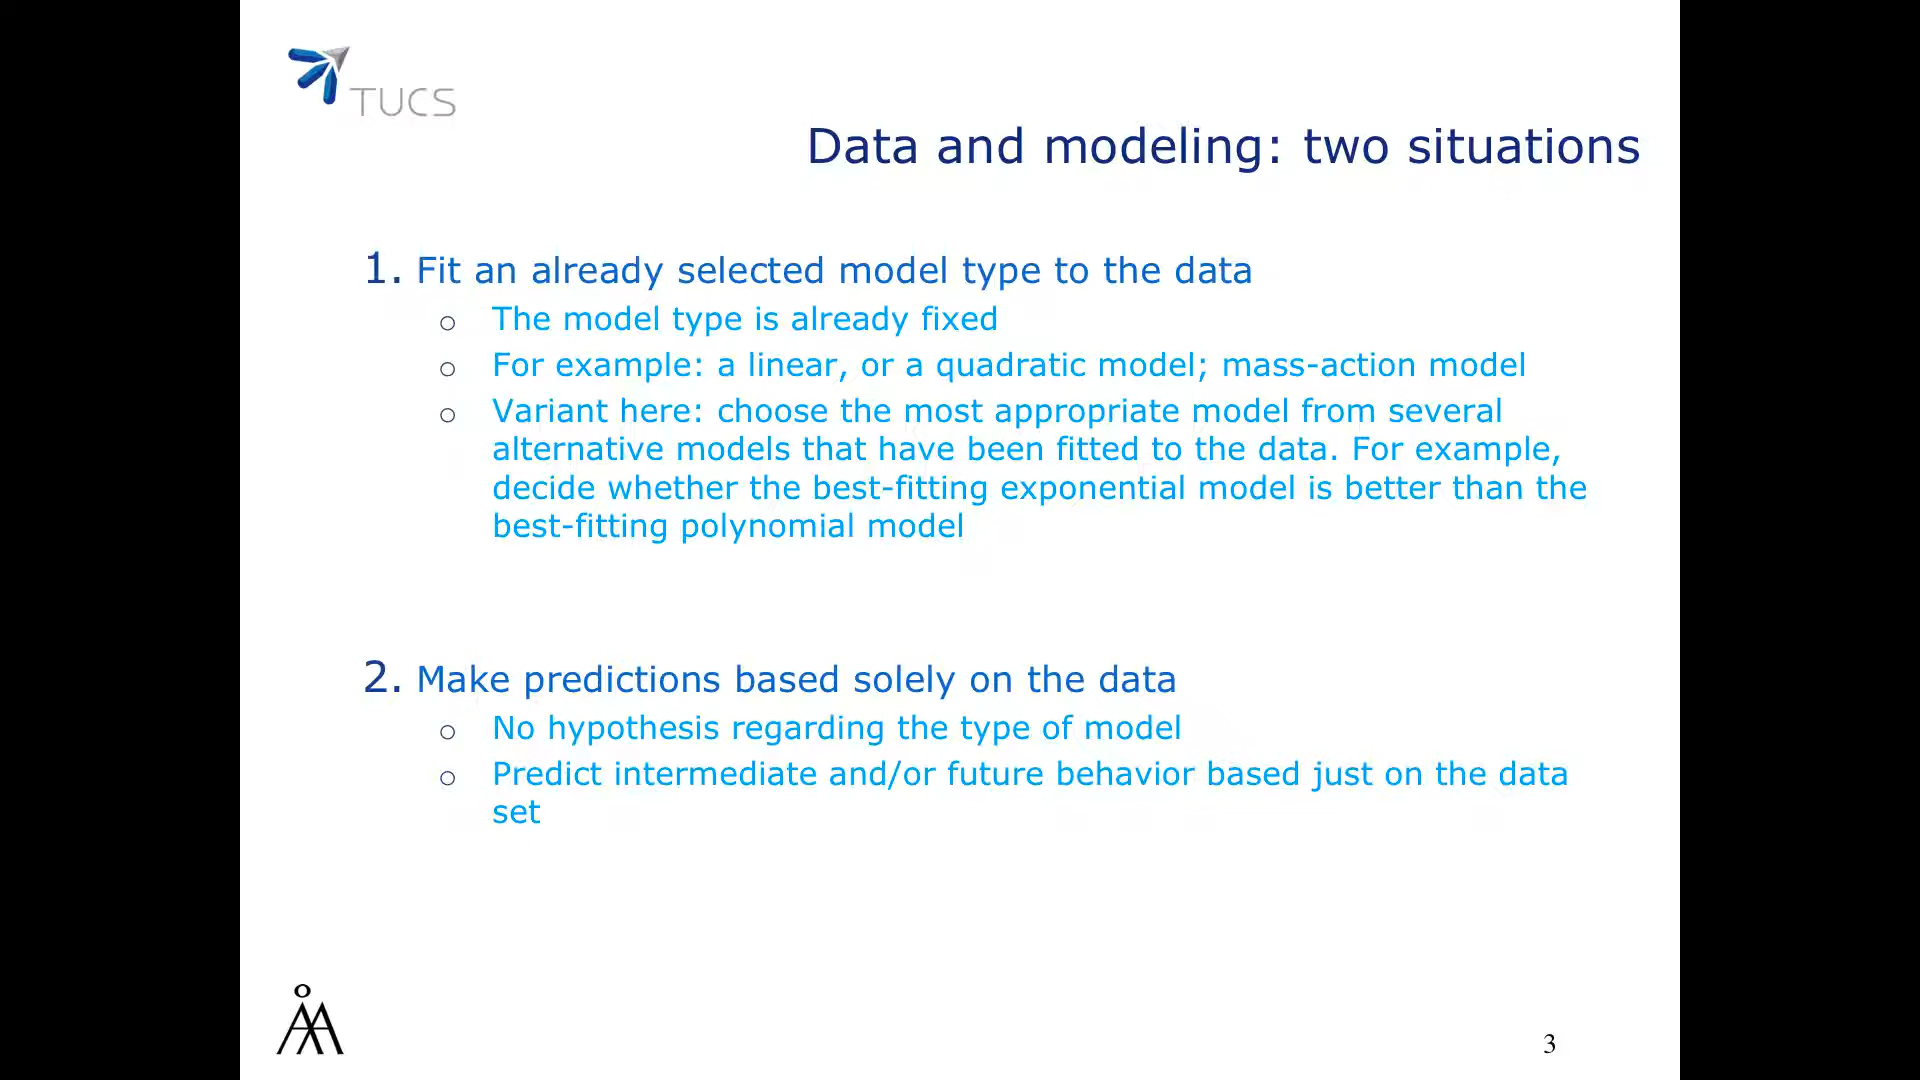 TUCS
Data and modeling: two situations
1. Fit an already selected model type to the data
o The model type is already fixed
o For example: a linear, or a quadratic model; mass-action model
o Variant here: choose the most appropriate model from several
alternative models that have been fitted to the data. For example,
decide whether the best-fitting exponential model is better than the
best-fitting polynomial model
2. Make predictions based solely on the data
o No hypothesis regarding the type of model
o Predict intermediate and/or future behavior based just on the data
set
3